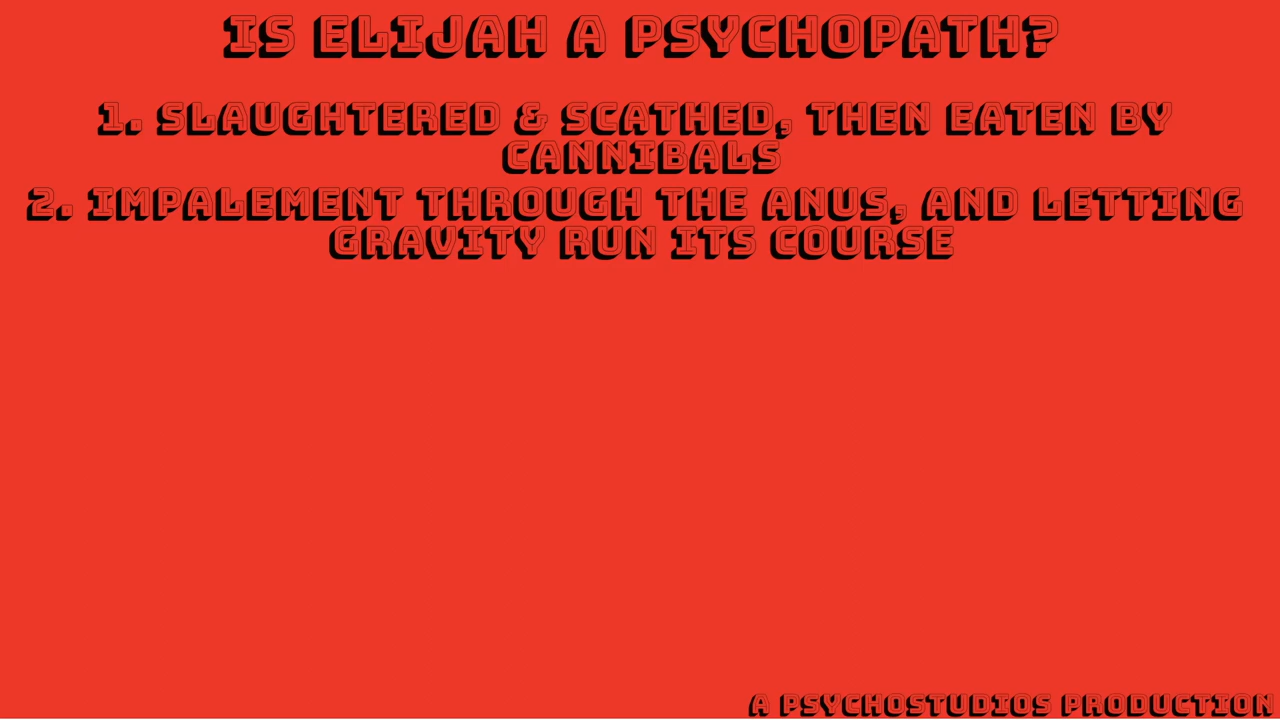 IS ELIJAH A PSYCHOPATH?
1. SLAUGHTERED & SCATHED, THEN EATEN BY
CANNIBALS
2. IMPALEMENT THROUGH THE ANUS, AND LETTING
GRAVITY RUN ITS COURSE
A PSYCHOSTUDIOS PRODUCTION